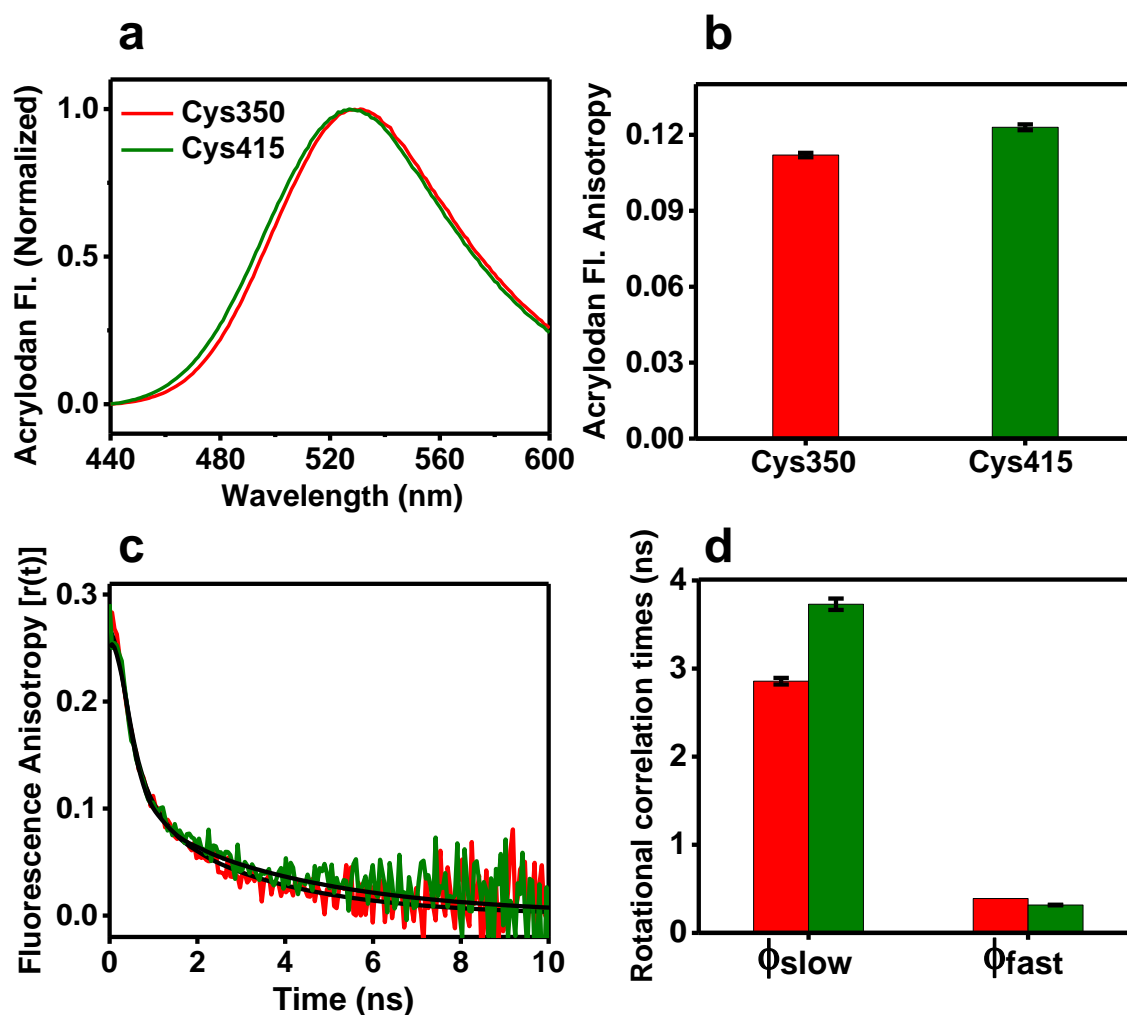 a
Acrylodan Fl. (Normalized)
1.0
0.5
0.0
Cys350
Cys415
440 480 520 560 600
Wavelength (nm)
b
Acrylodan Fl. Anisotropy
0.12
0.09
0.06
0.03
0.00
Cys350 Cys415
c
Fluorescence Anisotropy [r(t)]
0.3
0.2
0.1
0.0
0 2 4 6 8 10
Time (ns)
d
Rotational correlation times (ns)
4
3
2
1
0
ϕslow ϕfast